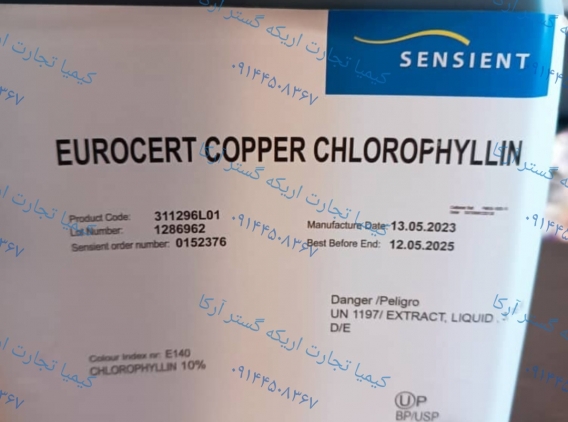 SENSIENT
EUROCERT COPPER CHLOROPHYLLIN
Product Code: 311296L01
Lot Number: 1286962
Sensient order number: 0152376
Manufacture Date: 13.05.2023
Best Before End: 12.05.2025
Danger /Peligro
UN 1197/ EXTRACT, LIQUID
D/E
Colour Index nr: E140
CHLOROPHYLLIN 10%
UP
BP/USP
کیمیا تجارت اریکه گستر آرکا
۰۹۱۴۴۵۰۸۳۶۷